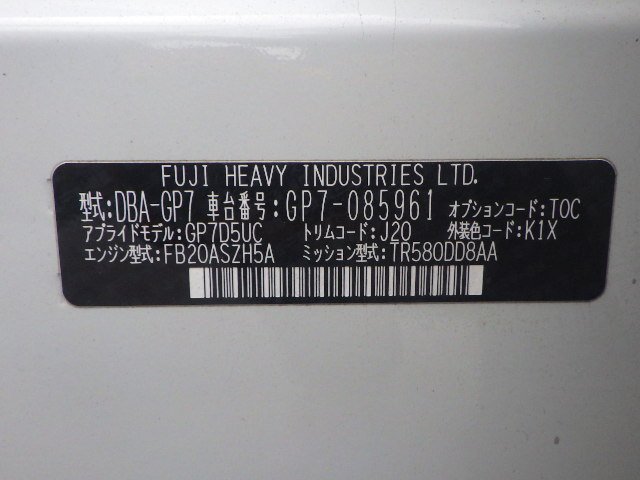 FUJI HEAVY INDUSTRIES LTD.
型式:DBA-GP7 車台番号:GP7-085961 オプションコード:TOC
アプライドモデル:GP7D5UC トリムコード:J20 外装色コード:K1X
エンジン型式:FB20ASZH5A ミッション型式:TR580DD8AA